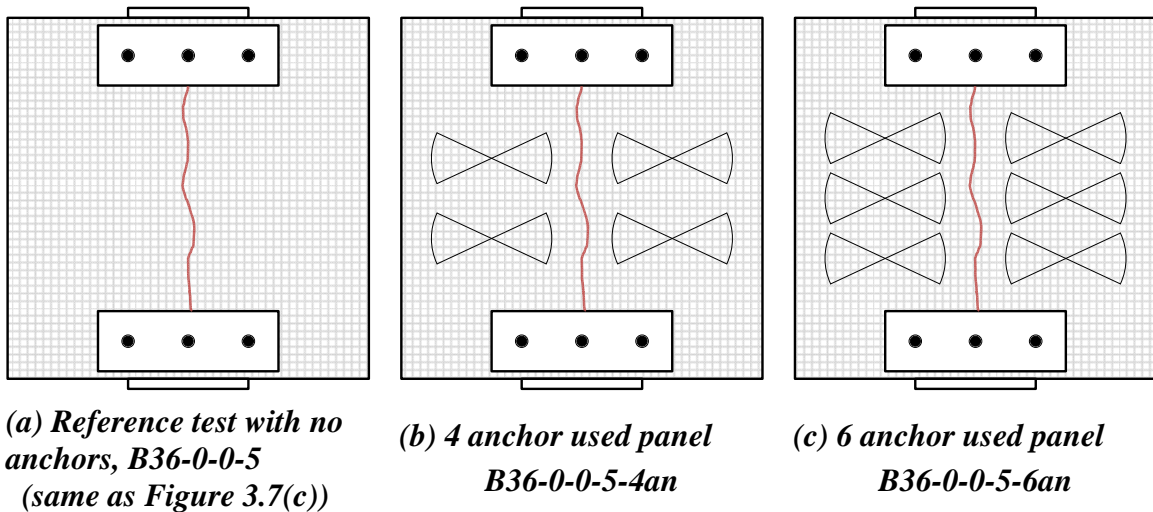 (a) Reference test with no
anchors, B36-0-0-5
(same as Figure 3.7(c))
(b) 4 anchor used panel
B36-0-0-5-4an
(c) 6 anchor used panel
B36-0-0-5-6an